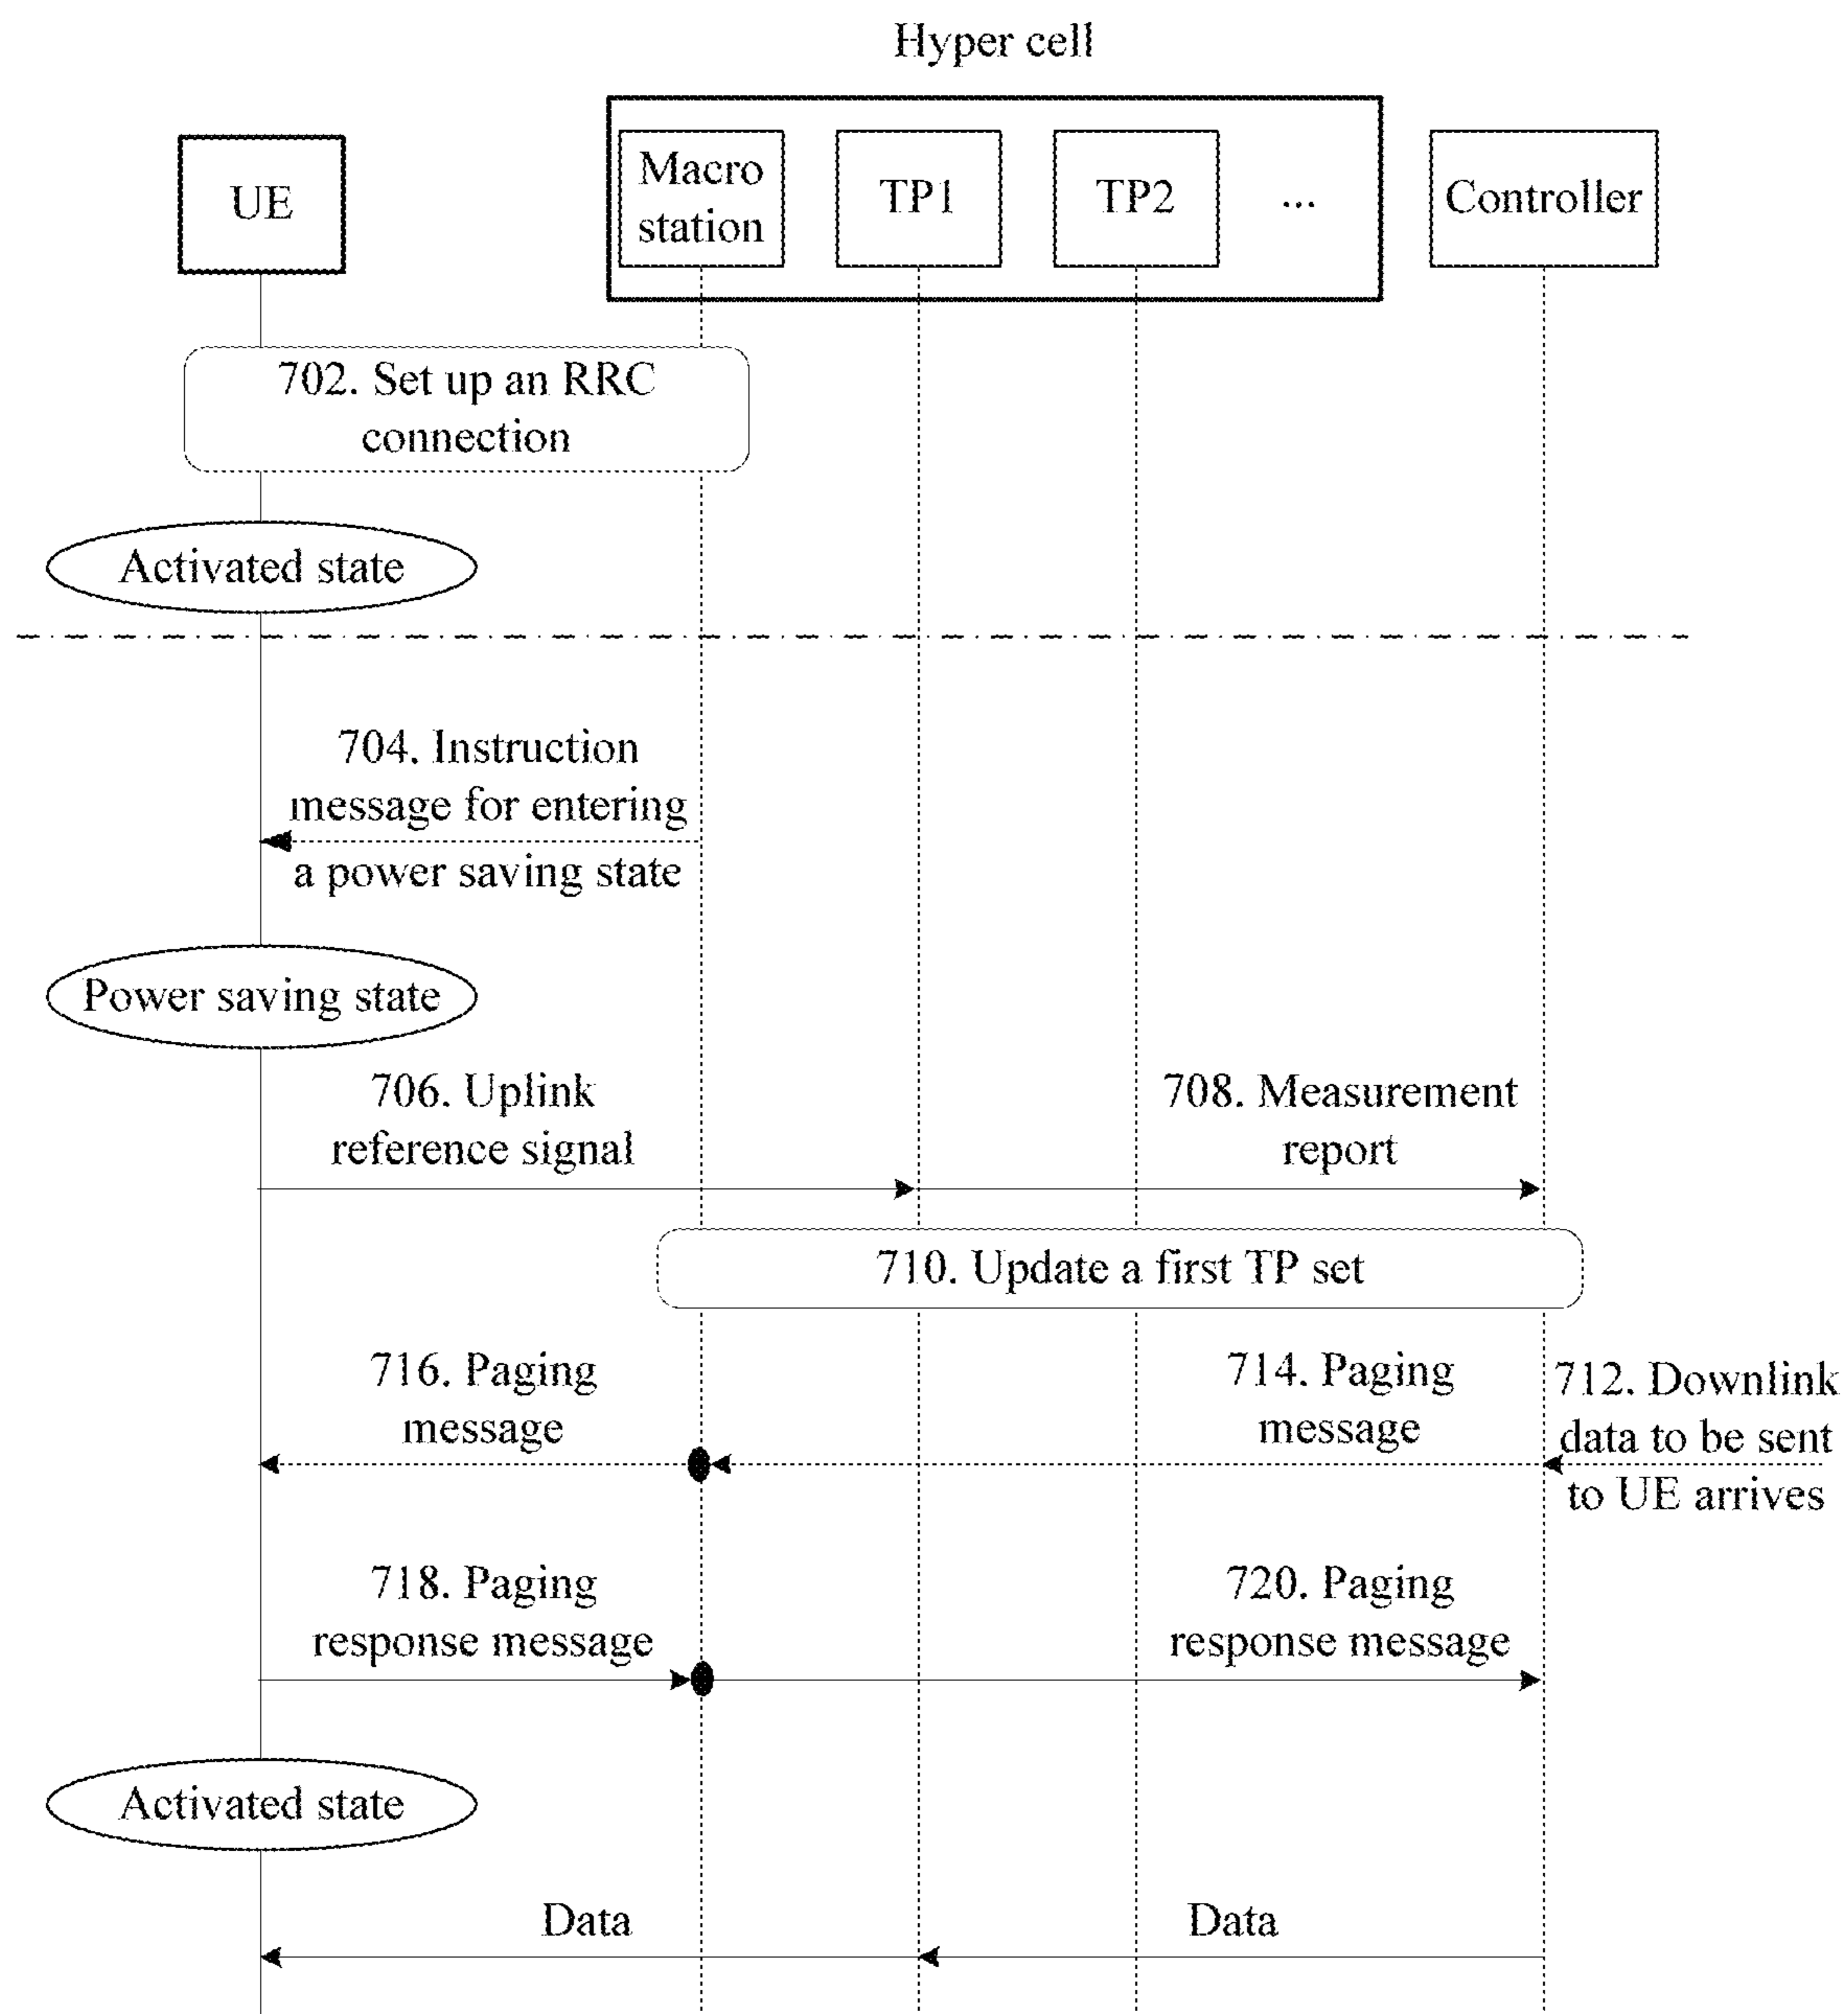 Hyper cell
UE
Macro
station
TP1
TP2
...
Controller
702. Set up an RRC
connection
Activated state
704. Instruction
message for entering
a power saving state
Power saving state
706. Uplink
reference signal
708. Measurement
report
710. Update a first TP set
716. Paging
message
714. Paging
message
712. Downlink
data to be sent
to UE arrives
718. Paging
response message
720. Paging
response message
Activated state
Data
Data